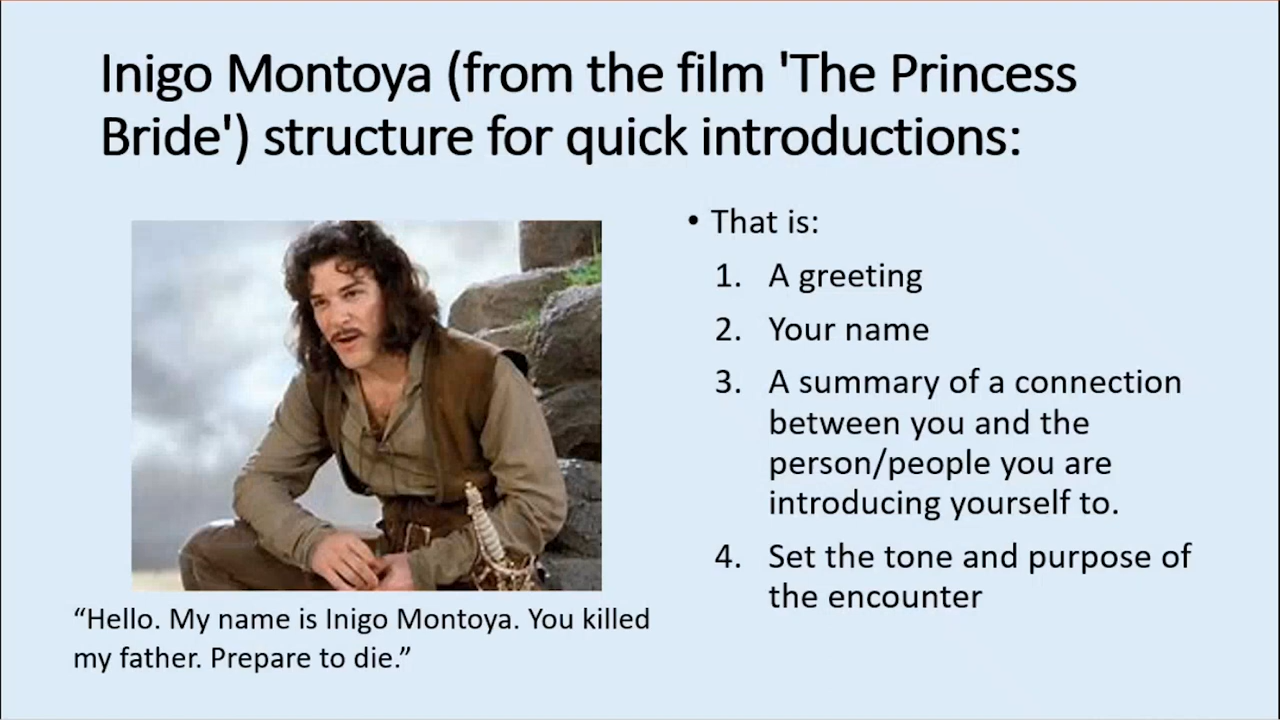 Inigo Montoya (from the film 'The Princess
Bride') structure for quick introductions:
• That is:
1. A greeting
2. Your name
3. A summary of a connection
between you and the
person/people you are
introducing yourself to.
4. Set the tone and purpose of
the encounter
“Hello. My name is Inigo Montoya. You killed
my father. Prepare to die.”